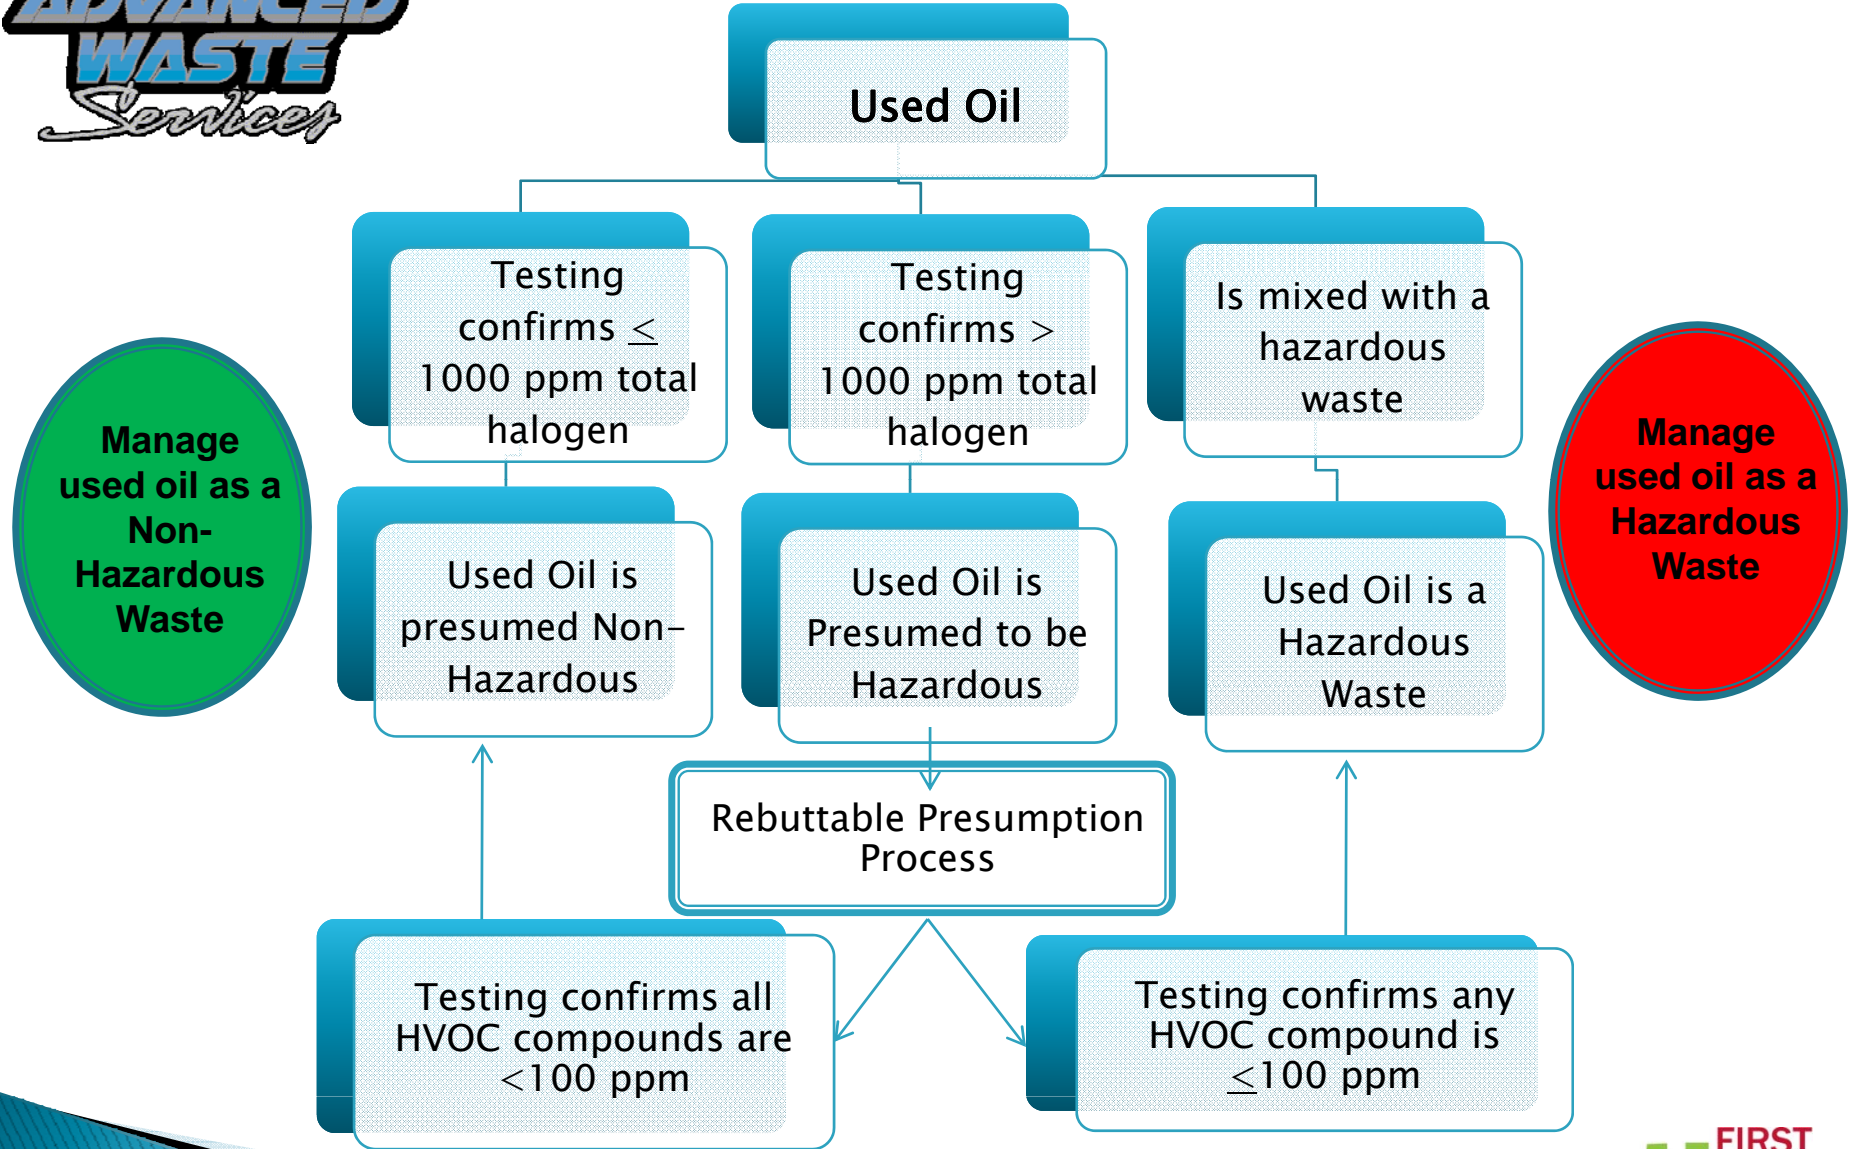 ADVANCED
WASTE
Services
Used Oil
Testing
confirms ≤
1000 ppm total
halogen
Testing
confirms >
1000 ppm total
halogen
Is mixed with a
hazardous
waste
Manage
used oil as a
Non-
Hazardous
Waste
Used Oil is
presumed Non-
Hazardous
Used Oil is
Presumed to be
Hazardous
Used Oil is a
Hazardous
Waste
Manage
used oil as a
Hazardous
Waste
Rebuttable Presumption
Process
Testing confirms all
HVOC compounds are
<100 ppm
Testing confirms any
HVOC compound is
≤100 ppm
FIRST